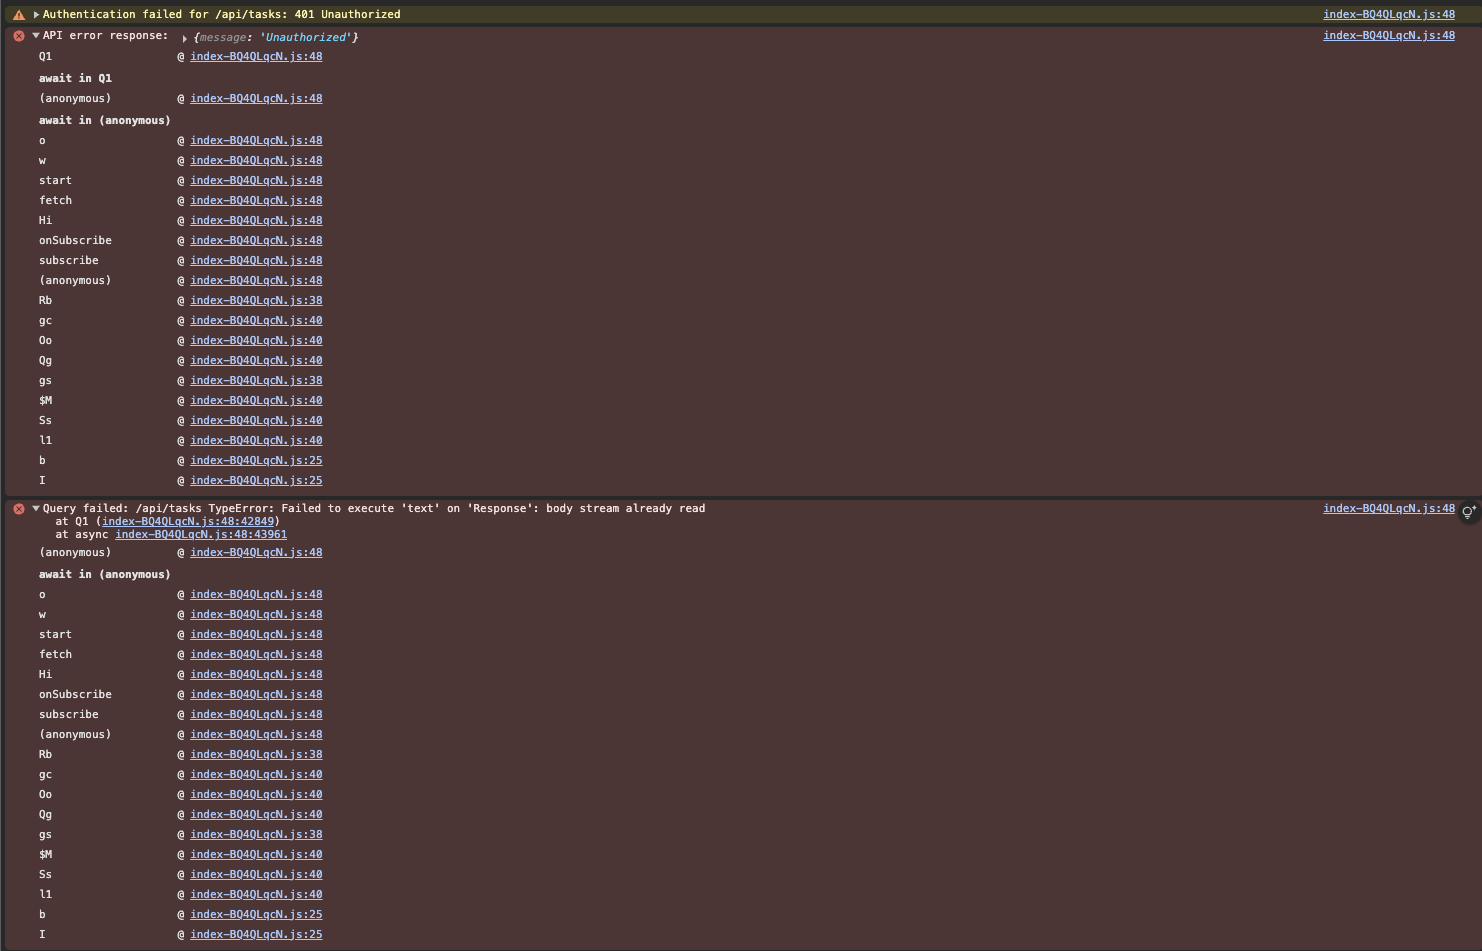 Authentication failed for /api/tasks: 401 Unauthorized index-BQ4QLqcN.js:48
API error response: {message: 'Unauthorized'} index-BQ4QLqcN.js:48
Q1 @ index-BQ4QLqcN.js:48
await in Q1
(anonymous) @ index-BQ4QLqcN.js:48
await in (anonymous)
o @ index-BQ4QLqcN.js:48
w @ index-BQ4QLqcN.js:48
start @ index-BQ4QLqcN.js:48
fetch @ index-BQ4QLqcN.js:48
Hi @ index-BQ4QLqcN.js:48
onSubscribe @ index-BQ4QLqcN.js:48
subscribe @ index-BQ4QLqcN.js:48
(anonymous) @ index-BQ4QLqcN.js:48
Rb @ index-BQ4QLqcN.js:38
gc @ index-BQ4QLqcN.js:40
Oo @ index-BQ4QLqcN.js:40
Qg @ index-BQ4QLqcN.js:40
gs @ index-BQ4QLqcN.js:38
$M @ index-BQ4QLqcN.js:40
Ss @ index-BQ4QLqcN.js:40
l1 @ index-BQ4QLqcN.js:40
b @ index-BQ4QLqcN.js:25
I @ index-BQ4QLqcN.js:25
Query failed: /api/tasks TypeError: Failed to execute 'text' on 'Response': body stream already read index-BQ4QLqcN.js:48
at Q1 (index-BQ4QLqcN.js:48:42849)
at async index-BQ4QLqcN.js:48:43961
(anonymous) @ index-BQ4QLqcN.js:48
await in (anonymous)
o @ index-BQ4QLqcN.js:48
w @ index-BQ4QLqcN.js:48
start @ index-BQ4QLqcN.js:48
fetch @ index-BQ4QLqcN.js:48
Hi @ index-BQ4QLqcN.js:48
onSubscribe @ index-BQ4QLqcN.js:48
subscribe @ index-BQ4QLqcN.js:48
(anonymous) @ index-BQ4QLqcN.js:48
Rb @ index-BQ4QLqcN.js:38
gc @ index-BQ4QLqcN.js:40
Oo @ index-BQ4QLqcN.js:40
Qg @ index-BQ4QLqcN.js:40
gs @ index-BQ4QLqcN.js:38
$M @ index-BQ4QLqcN.js:40
Ss @ index-BQ4QLqcN.js:40
l1 @ index-BQ4QLqcN.js:40
b @ index-BQ4QLqcN.js:25
I @ index-BQ4QLqcN.js:25